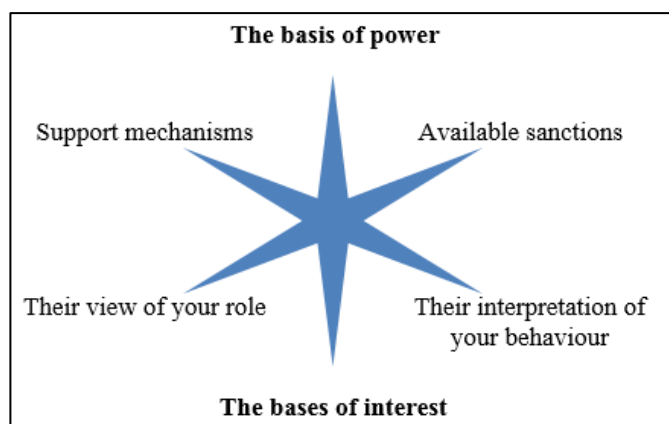 The basis of power
Support mechanisms
Available sanctions
Their view of your role
Their interpretation of
your behaviour
The bases of interest